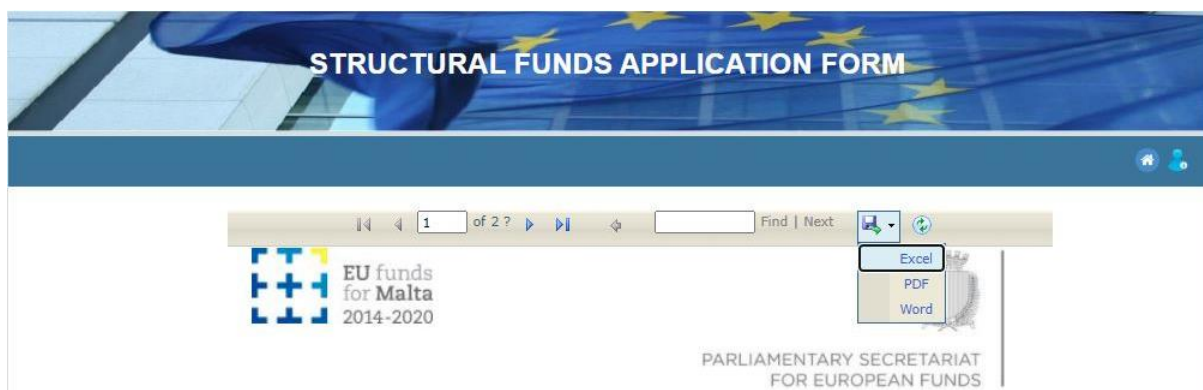 STRUCTURAL FUNDS APPLICATION FORM
1 of 2 ? Find | Next
Excel
PDF
Word
EU funds
for Malta
2014-2020
PARLIAMENTARY SECRETARIAT
FOR EUROPEAN FUNDS